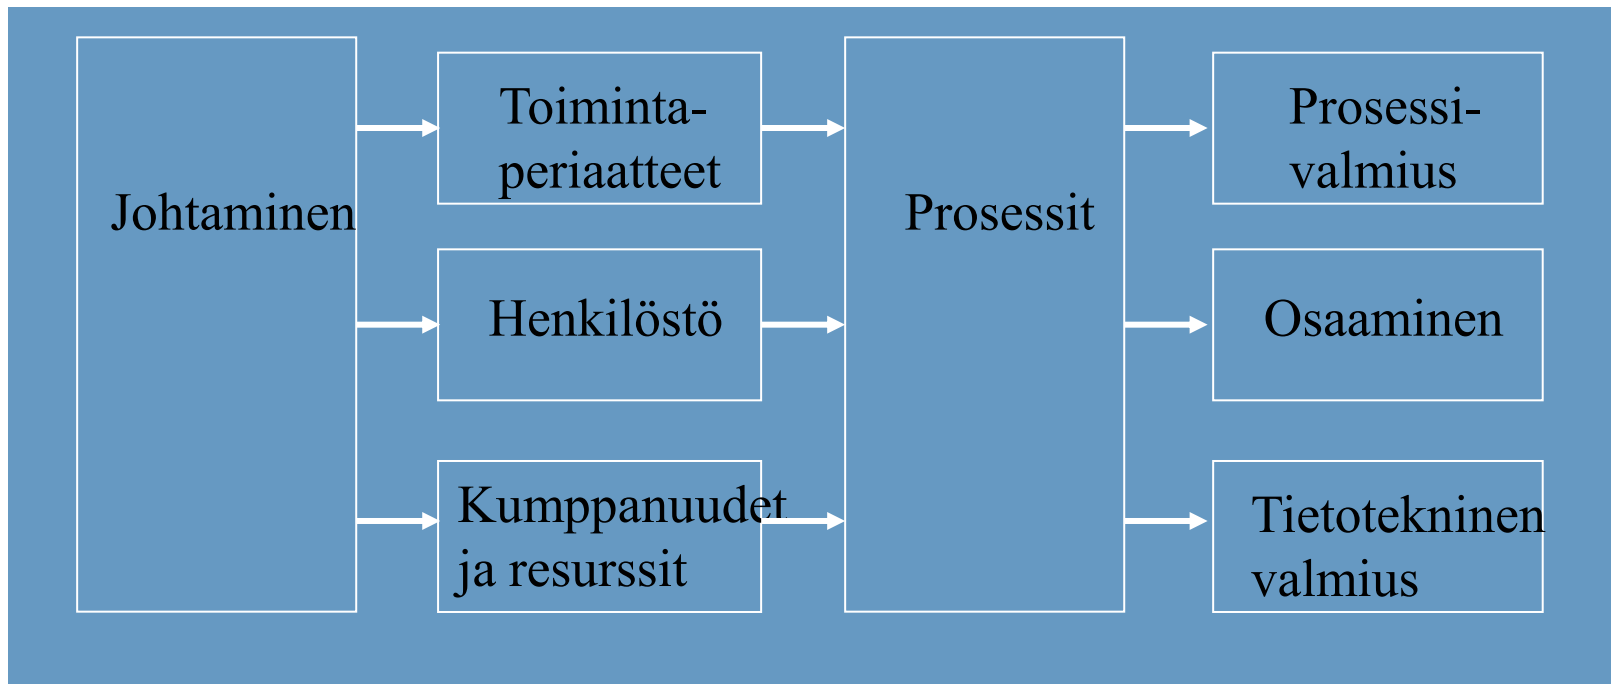 Johtaminen
Toiminta-
periaatteet
Henkilöstö
Kumppanuudet
ja resurssit
Prosessit
Prosessi-
valmius
Osaaminen
Tietotekninen
valmius